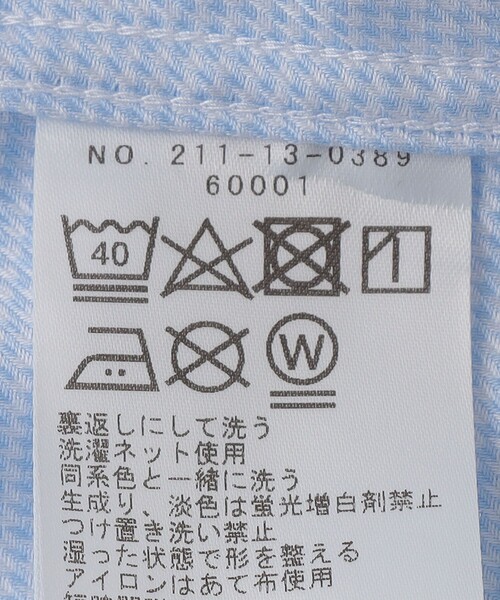 NO. 211-13-0389
60001
40
W
裏返しにして洗う
洗濯ネット使用
同系色と一緒に洗う
生成り、淡色は蛍光増白剤禁止
つけ置き洗い禁止
湿った状態で形を整える
アイロンはあて布使用